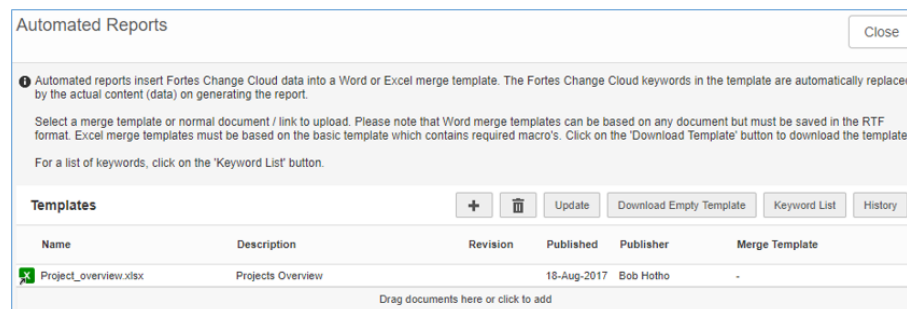 Automated Reports
Close
Automated reports insert Fortes Change Cloud data into a Word or Excel merge template. The Fortes Change Cloud keywords in the template are automatically replaced
by the actual content (data) on generating the report.
Select a merge template or normal document / link to upload. Please note that Word merge templates can be based on any document but must be saved in the RTF
format. Excel merge templates must be based on the basic template which contains required macro's. Click on the 'Download Template' button to download the template
For a list of keywords, click on the 'Keyword List' button.
Templates + Update Download Empty Template Keyword List History
Name Description Revision Published Publisher Merge Template
Project_overview.xlsx Projects Overview 18-Aug-2017 Bob Hotho -
Drag documents here or click to add